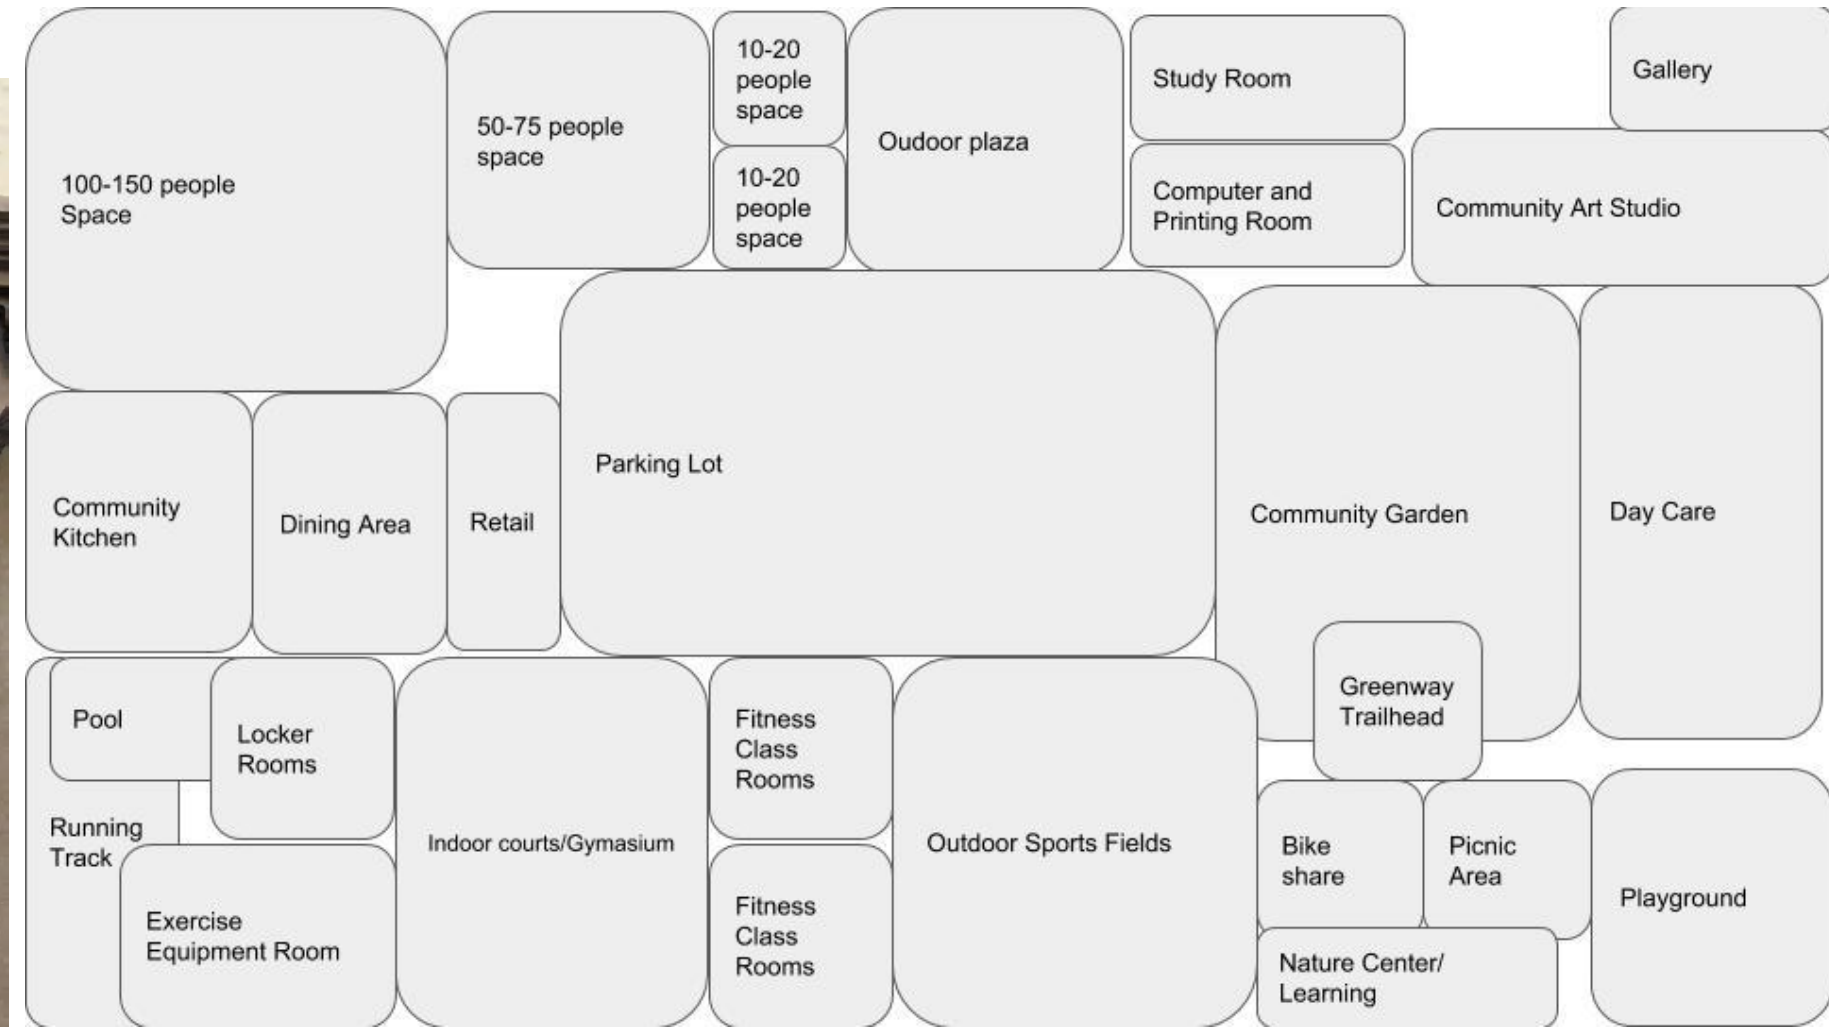 100-150 people
Space
50-75 people
space
10-20
people
space
10-20
people
space
Oudoor plaza
Study Room
Computer and
Printing Room
Gallery
Community Art Studio
Community
Kitchen
Dining Area
Retail
Parking Lot
Community Garden
Day Care
Greenway
Trailhead
Pool
Locker
Rooms
Running
Track
Exercise
Equipment Room
Indoor courts/Gymasium
Fitness
Class
Rooms
Fitness
Class
Rooms
Outdoor Sports Fields
Bike
share
Picnic
Area
Nature Center/
Learning
Playground